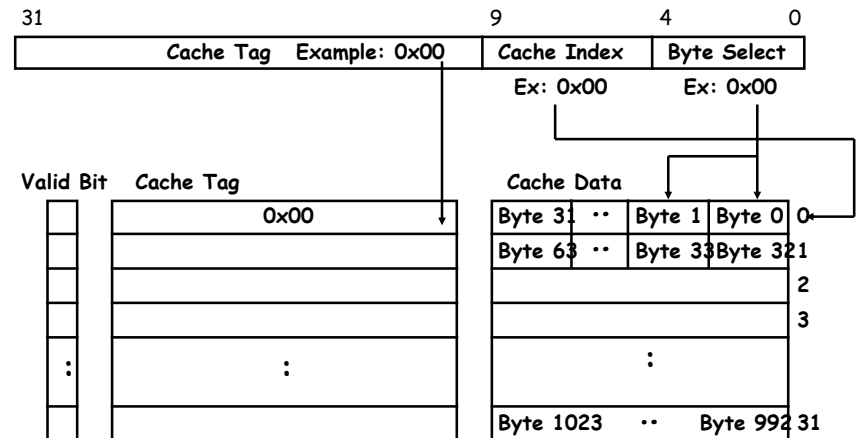 31 9 4 0
Cache Tag Example: 0x00 Cache Index Byte Select
Ex: 0x00 Ex: 0x00
Valid Bit Cache Tag Cache Data
0x00 Byte 31 ·· Byte 1 Byte 0 0
Byte 63 ·· Byte 33 Byte 32 1
2
3
: : :
Byte 1023 ·· Byte 992 31